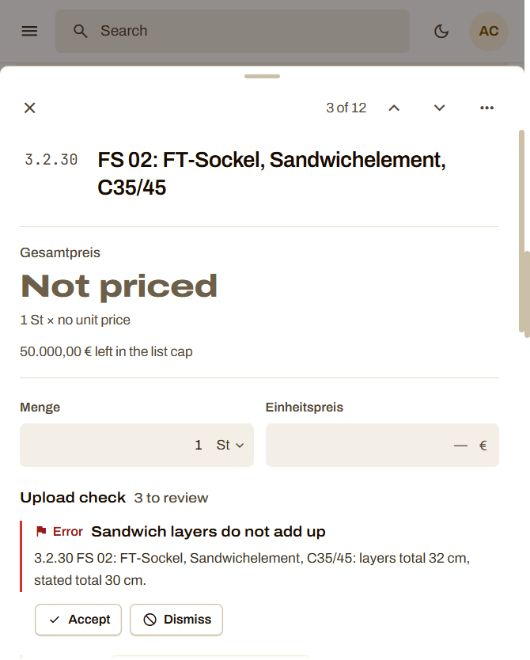 Search
AC
3 of 12
3.2.30
FS 02: FT-Sockel, Sandwichelement,
C35/45
Gesamtpreis
Not priced
1 St × no unit price
50.000,00 € left in the list cap
Menge
Einheitspreis
1 St
— €
Upload check 3 to review
Error Sandwich layers do not add up
3.2.30 FS 02: FT-Sockel, Sandwichelement, C35/45: layers total 32 cm,
stated total 30 cm.
Accept
Dismiss